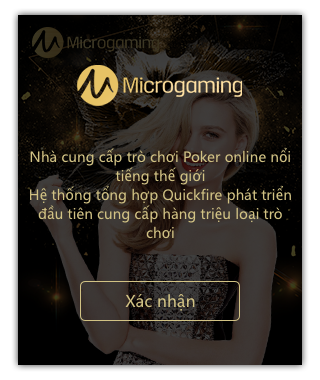 Microgaming
Microgaming
Nhà cung cấp trò chơi Poker online nổi
tiếng thế giới
Hệ thống tổng hợp Quickfire phát triển
đầu tiên cung cấp hàng triệu loại trò
chơi
Xác nhận